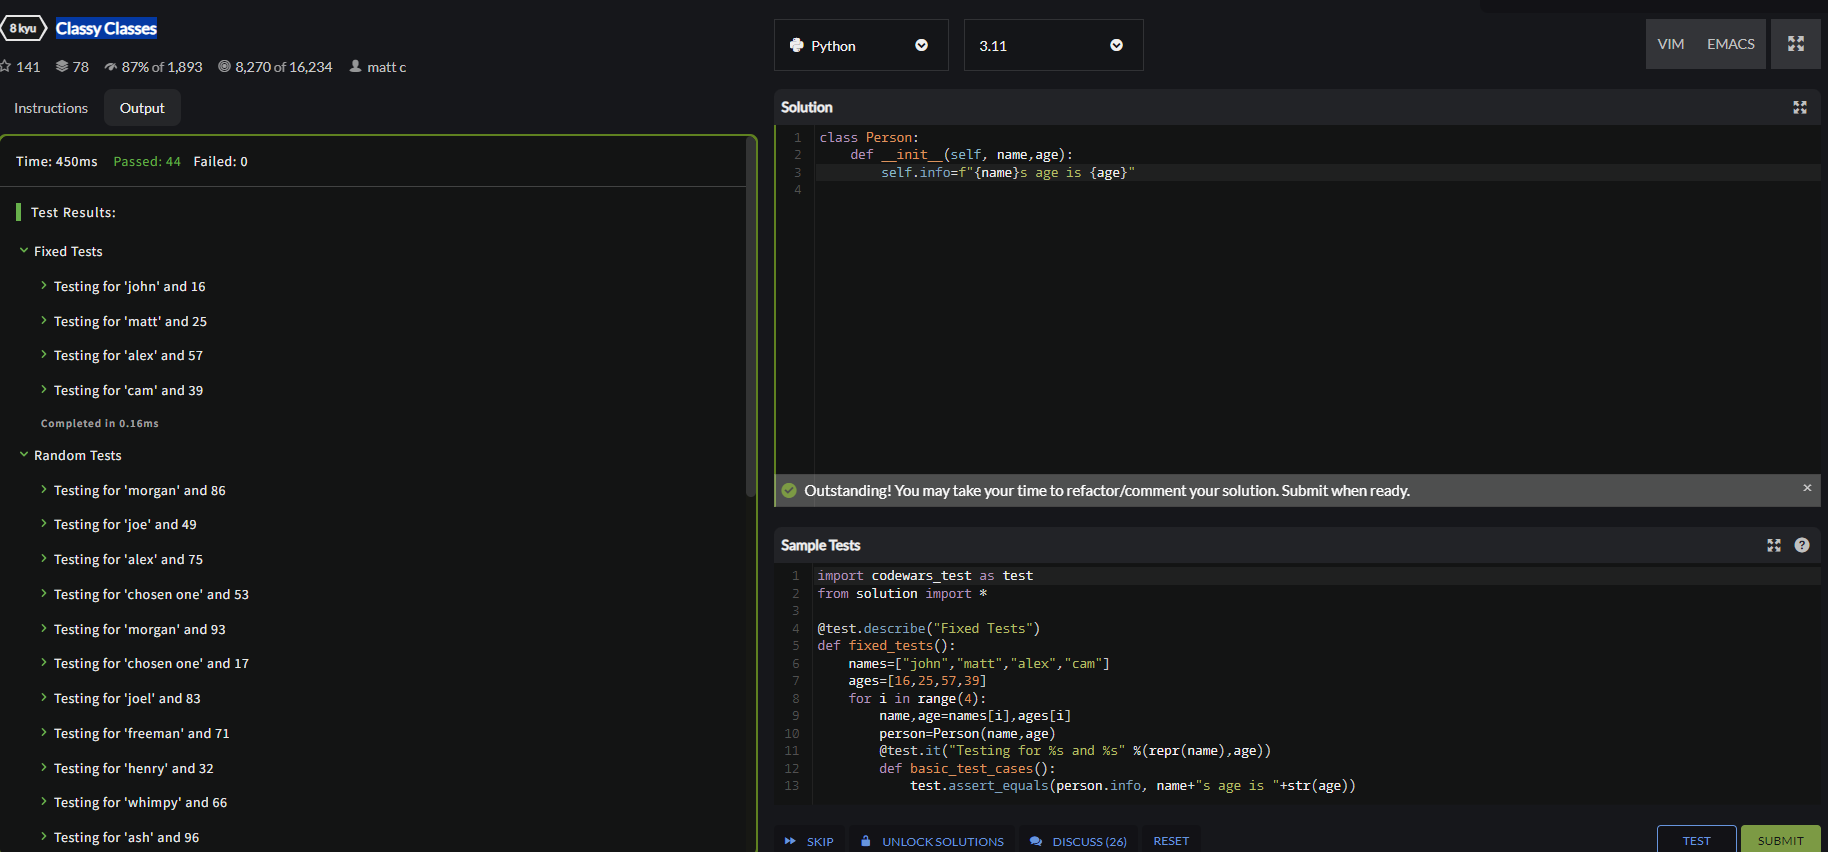 8 kyu Classy Classes
141 78 87% of 1,893 8,270 of 16,234 matt c
Instructions Output
Time: 450ms Passed: 44 Failed: 0
Test Results:
Fixed Tests
Testing for 'john' and 16
Testing for 'matt' and 25
Testing for 'alex' and 57
Testing for 'cam' and 39
Completed in 0.16ms
Random Tests
Testing for 'morgan' and 86
Testing for 'joe' and 49
Testing for 'alex' and 75
Testing for 'chosen one' and 53
Testing for 'morgan' and 93
Testing for 'chosen one' and 17
Testing for 'joel' and 83
Testing for 'freeman' and 71
Testing for 'henry' and 32
Testing for 'whimpy' and 66
Testing for 'ash' and 96
Python 3.11 VIM EMACS
Solution
1 class Person:
2     def __init__(self, name,age):
3         self.info=f"{name}s age is {age}"
4
Outstanding! You may take your time to refactor/comment your solution. Submit when ready. ×
Sample Tests ?
1 import codewars_test as test
2 from solution import *
3
4 @test.describe("Fixed Tests")
5 def fixed_tests():
6     names=["john","matt","alex","cam"]
7     ages=[16,25,57,39]
8     for i in range(4):
9         name,age=names[i],ages[i]
10         person=Person(name,age)
11         @test.it("Testing for %s and %s" %(repr(name),age))
12         def basic_test_cases():
13             test.assert_equals(person.info, name+"s age is "+str(age))
SKIP UNLOCK SOLUTIONS DISCUSS (26) RESET TEST SUBMIT